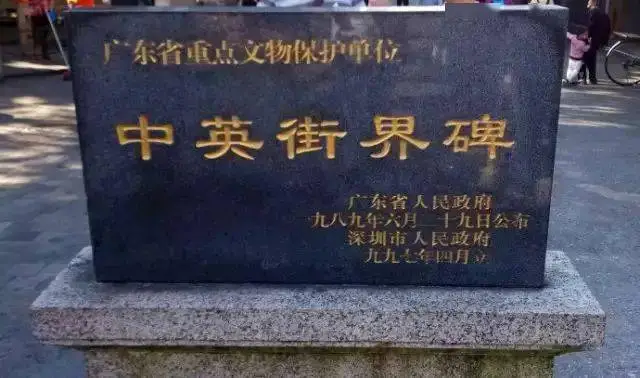 广东省重点文物保护单位
中英街界碑
广东省人民政府
一九八九年六月二十九日公布
深圳市人民政府
一九九七年四月立